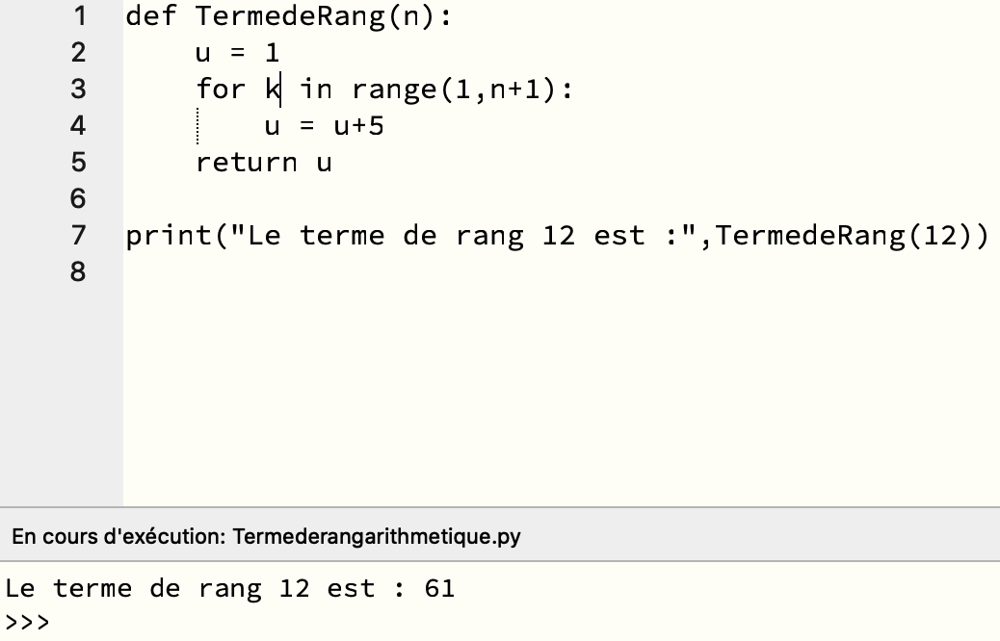 1 def TermedeRang(n):
2     u = 1
3     for k in range(1,n+1):
4         u = u+5
5     return u
6
7 print("Le terme de rang 12 est :",TermedeRang(12))
8
En cours d'exécution: Termederangarithmetique.py
Le terme de rang 12 est : 61
>>>